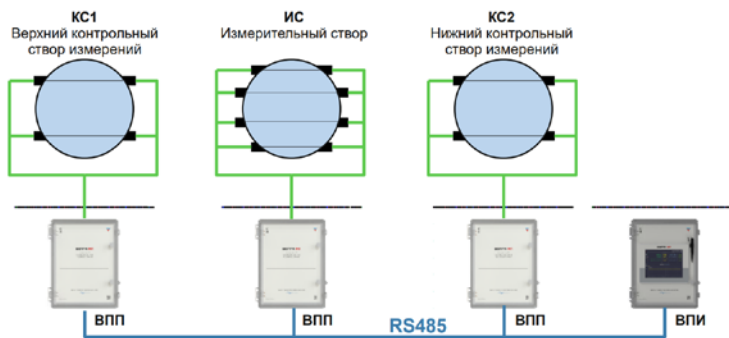 КС1
Верхний контрольный
створ измерений
ИС
Измерительный створ
КС2
Нижний контрольный
створ измерений
ВПП
ВПП
RS485
ВПП
ВПИ